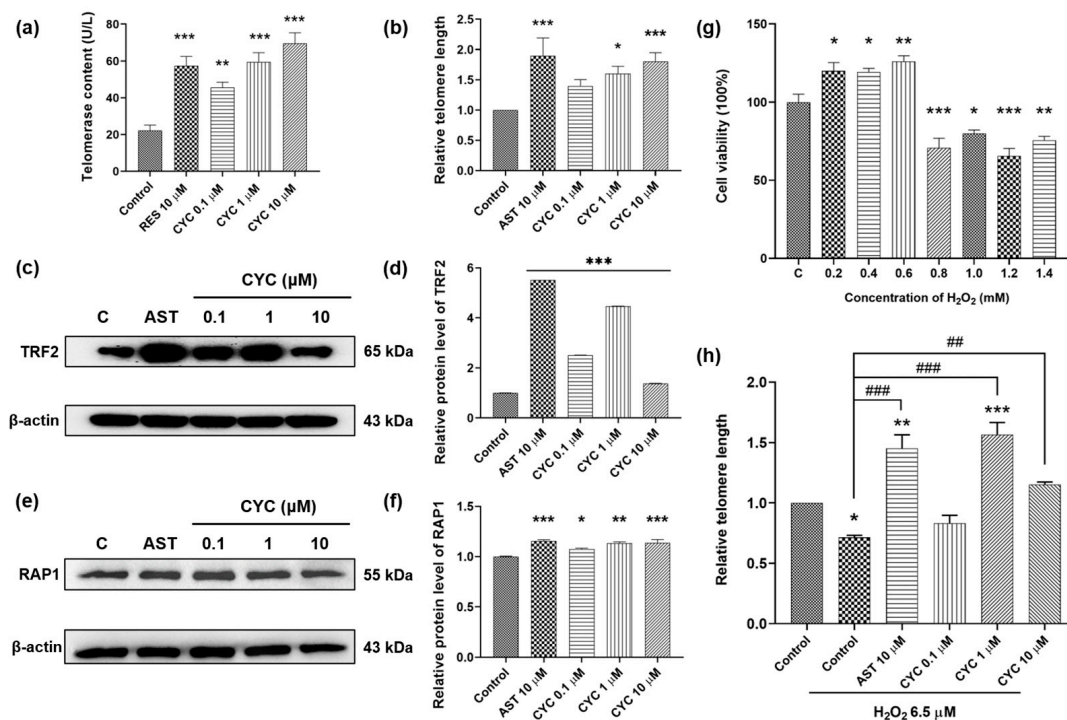 (a)
Telomerase content (U/L)
80
60
40
20
0
** *** *** ***
Control
RES 10 μM
CYC 0.1 μM
CYC 1 μM
CYC 10 μM
(b)
Relative telomere length
2.5
2.0
1.5
1.0
0.5
0.0
*** * ***
Control
AST 10 μM
CYC 0.1 μM
CYC 1 μM
CYC 10 μM
(g)
Cell viability (100%)
150
100
50
0
* * ** *** * *** **
C 0.2 0.4 0.6 0.8 1.0 1.2 1.4
Concentration of H₂O₂ (mM)
(c)
CYC (μM)
C AST 0.1 1 10
TRF2 65 kDa
β-actin 43 kDa
(d)
Relative protein level of TRF2
6
4
2
0
***
Control
AST 10 μM
CYC 0.1 μM
CYC 1 μM
CYC 10 μM
(e)
CYC (μM)
C AST 0.1 1 10
RAP1 55 kDa
β-actin 43 kDa
(f)
Relative protein level of RAP1
1.5
1.0
0.5
0.0
*** * ** ***
Control
AST 10 μM
CYC 0.1 μM
CYC 1 μM
CYC 10 μM
(h)
Relative telomere length
2.0
1.5
1.0
0.5
0.0
##
###
###
* ** ***
Control
Control
AST 10 μM
CYC 0.1 μM
CYC 1 μM
CYC 10 μM
H₂O₂ 6.5 μM